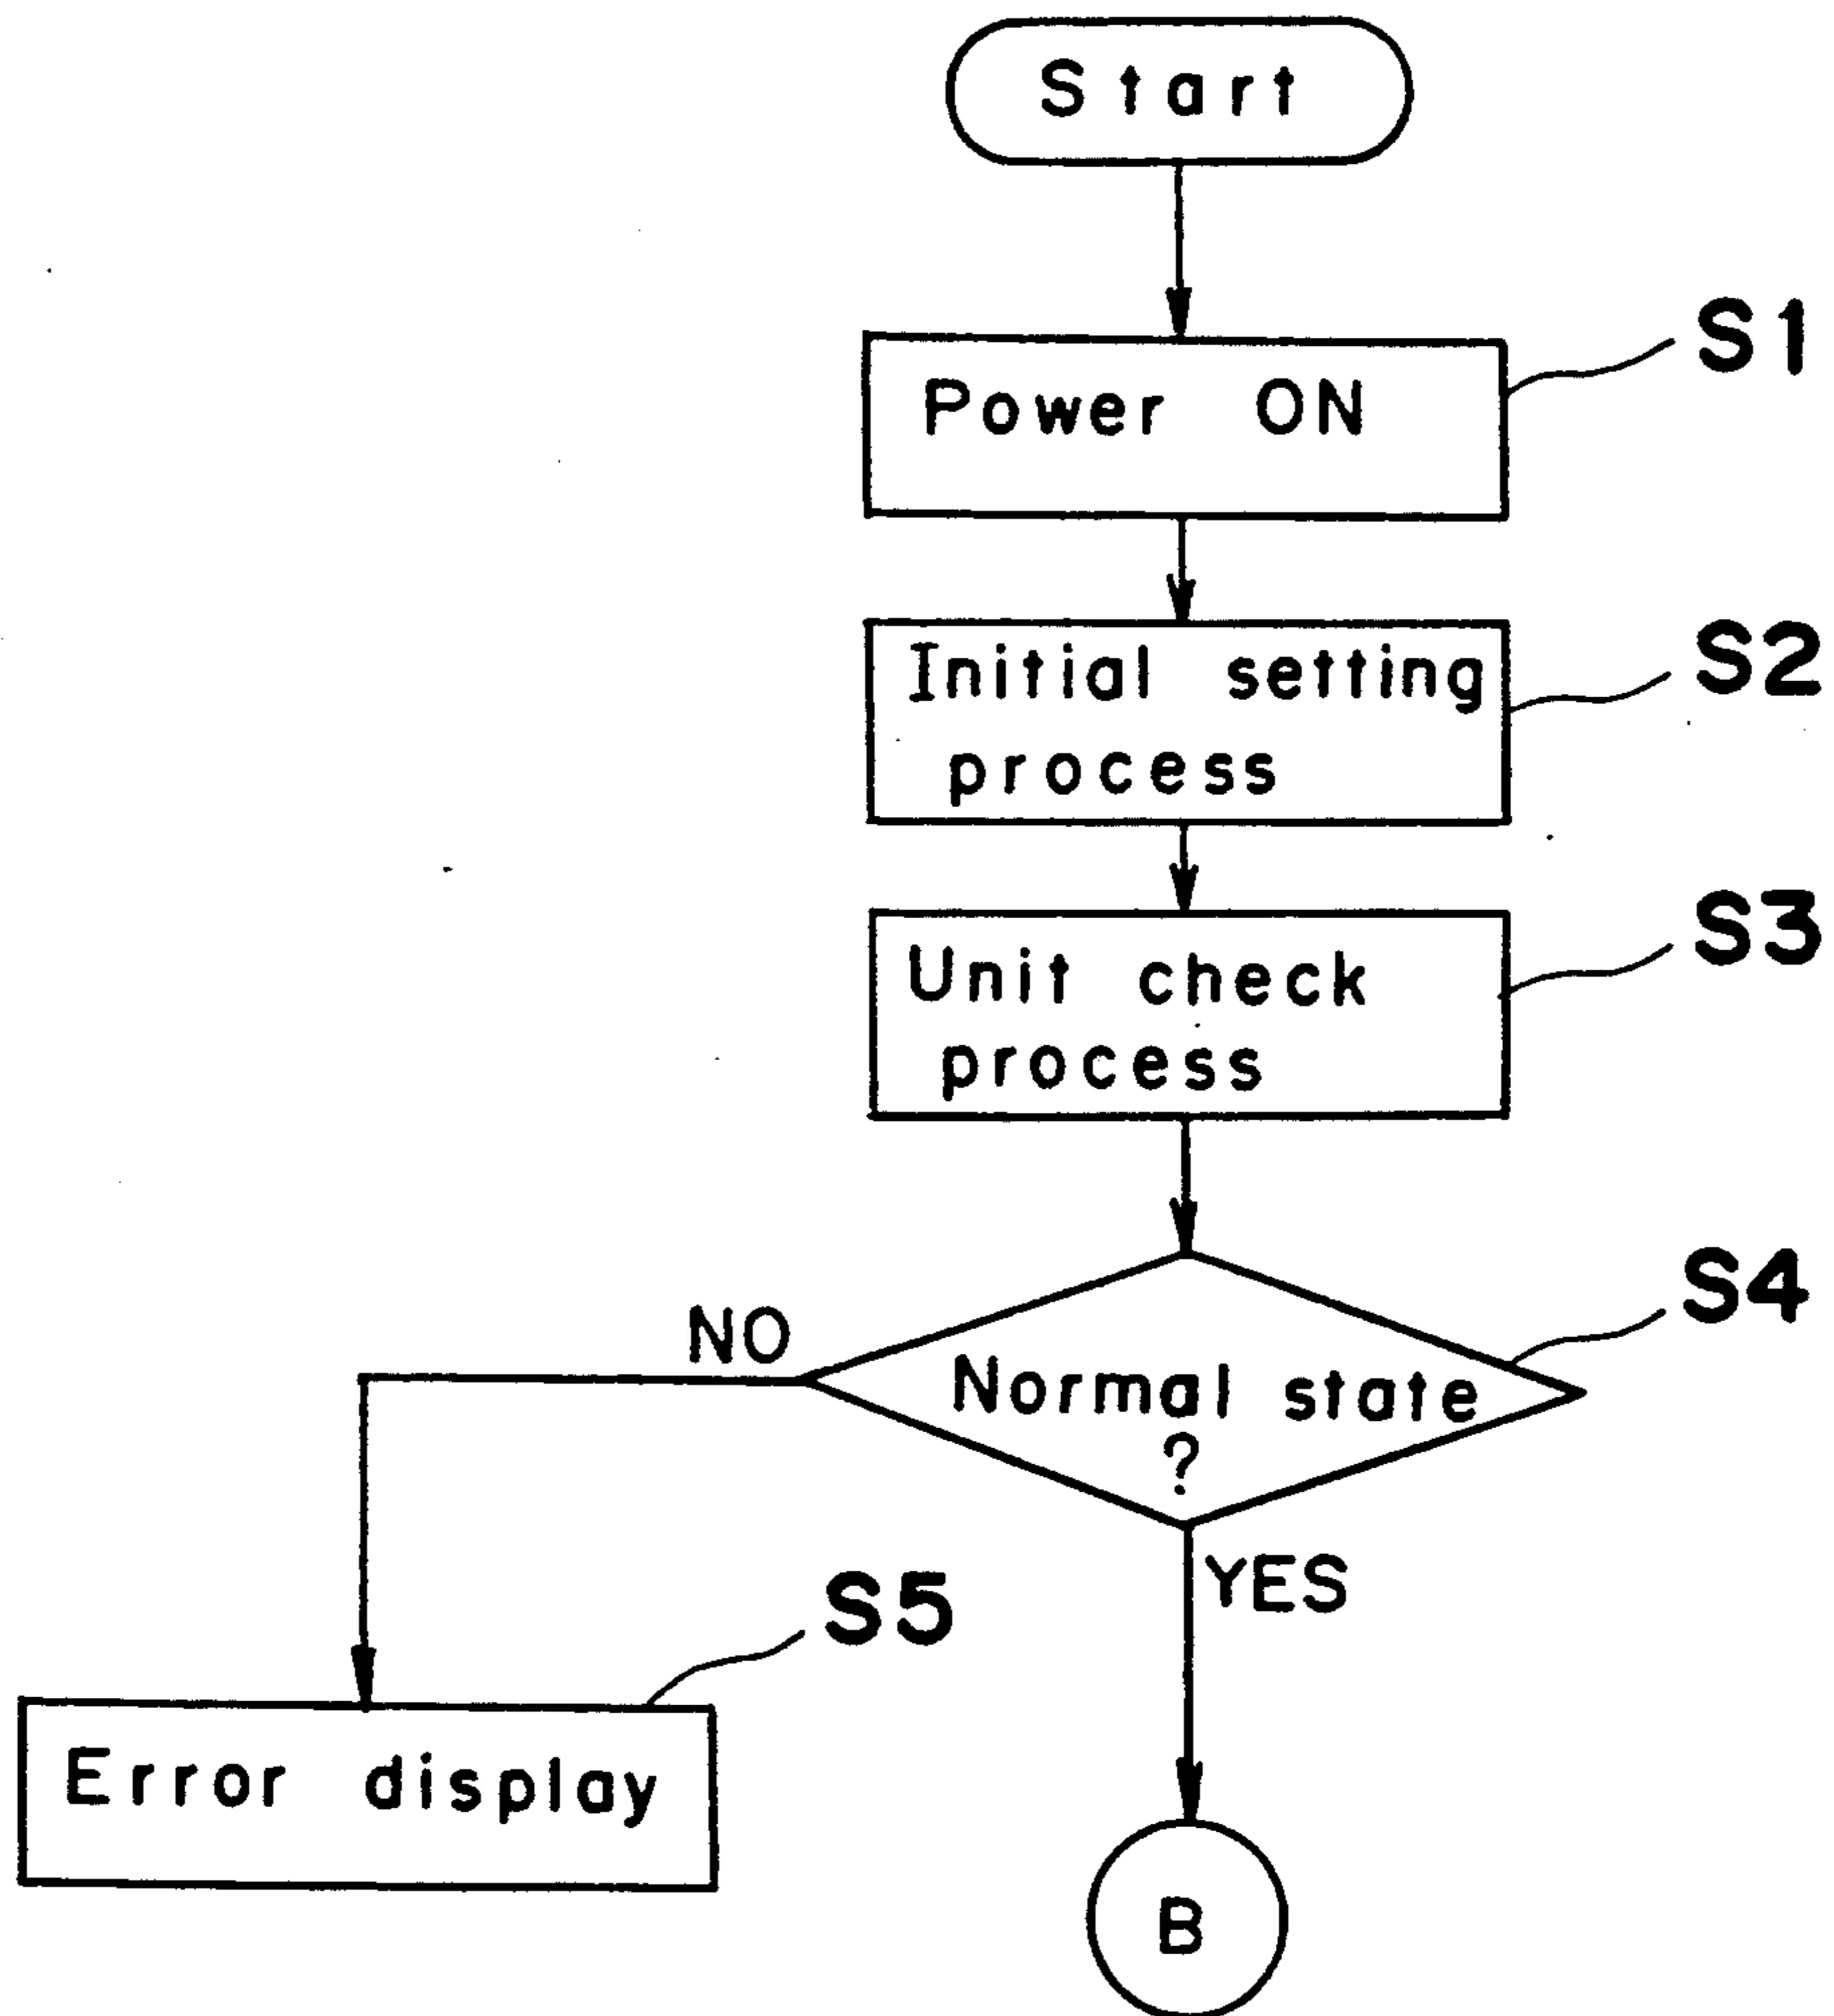 Start
S1
Power ON
S2
Initial setting
process
S3
Unit check
process
S4
NO
Normal state
?
YES
S5
Error display
B